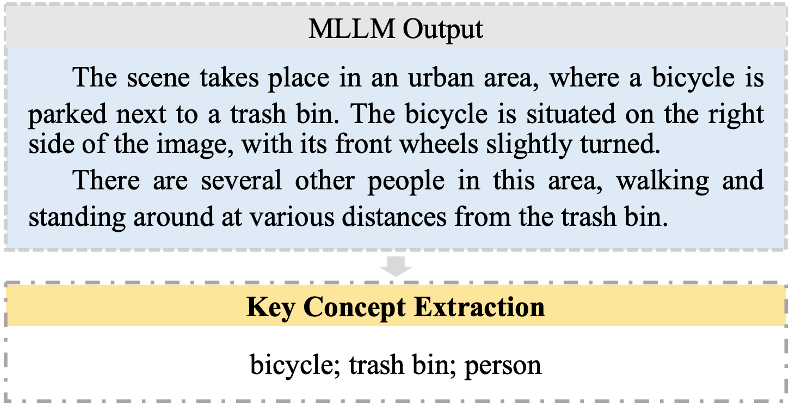 MLLM Output
The scene takes place in an urban area, where a bicycle is
parked next to a trash bin. The bicycle is situated on the right
side of the image, with its front wheels slightly turned.
There are several other people in this area, walking and
standing around at various distances from the trash bin.
Key Concept Extraction
bicycle; trash bin; person